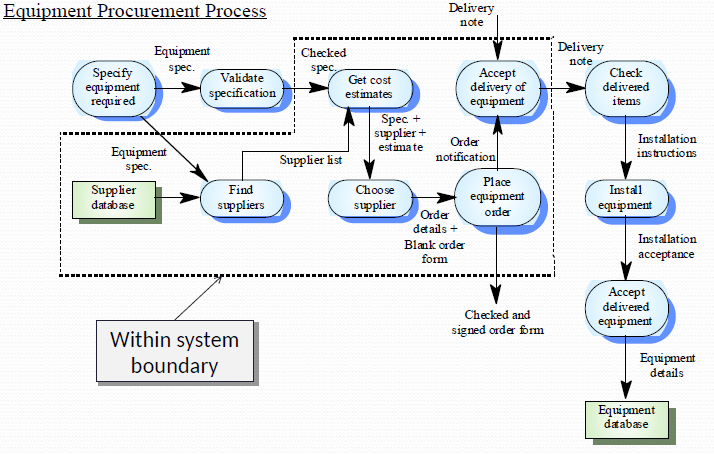 Equipment Procurement Process
Delivery
note
Equipment
spec.
Checked
spec.
Delivery
note
Specify
equipment
required
Validate
specification
Get cost
estimates
Accept
delivery of
equipment
Check
delivered
items
Spec. +
supplier +
estimate
Order
notification
Installation
instructions
Equipment
spec.
Supplier list
Supplier
database
Find
suppliers
Choose
supplier
Place
equipment
order
Install
equipment
Order
details +
Blank order
form
Installation
acceptance
Accept
delivered
equipment
Checked and
signed order form
Within system
boundary
Equipment
details
Equipment
database